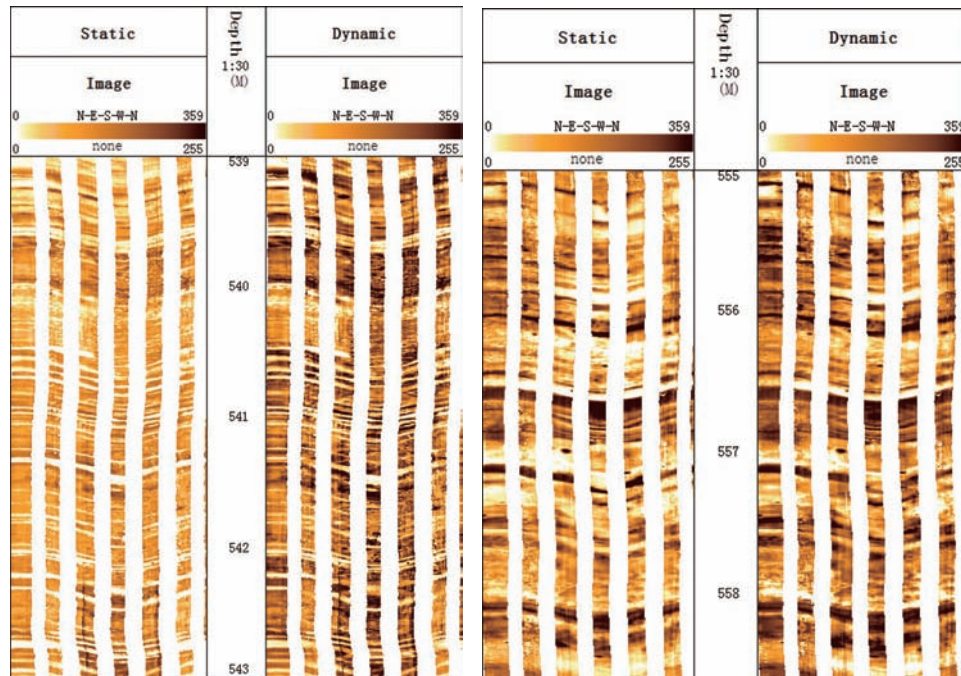 Static
Depth
1:30
(M)
Dynamic
Image
Image
0 N-E-S-W-N 359
0 none 255
0 N-E-S-W-N 359
0 none 255
539
540
541
542
543
Static
Depth
1:30
(M)
Dynamic
Image
Image
0 N-E-S-W-N 359
0 none 255
0 N-E-S-W-N 359
0 none 255
555
556
557
558